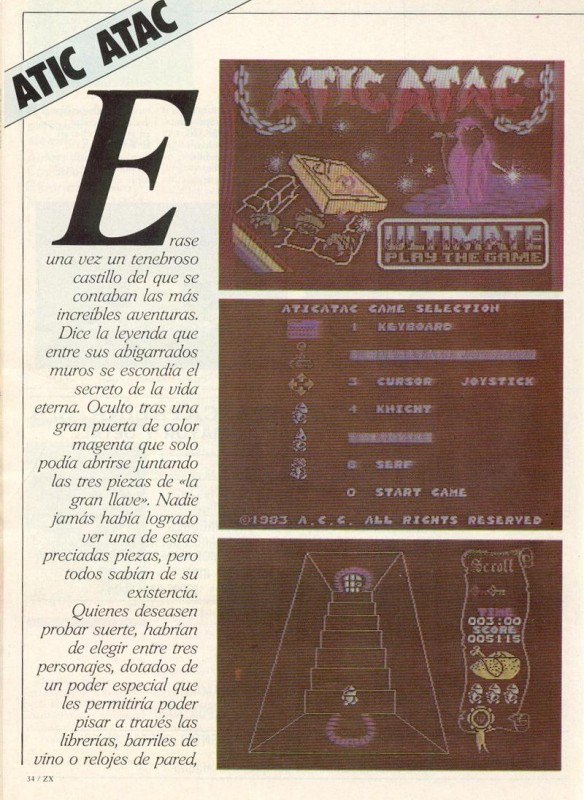 ATIC ATAC
Erase
una vez un tenebroso
castillo del que se
contaban las más
increíbles aventuras.
Dice la leyenda que
entre sus abigarrados
muros se escondía el
secreto de la vida
eterna. Oculto tras una
gran puerta de color
magenta que solo
podía abrirse juntando
las tres piezas de «la
gran llave». Nadie
jamás había logrado
ver una de estas
preciadas piezas, pero
todos sabían de su
existencia.
Quienes deseasen
probar suerte, habrían
de elegir entre tres
personajes, dotados de
un poder especial que
les permitiría poder
pisar a través las
librerías, barriles de
vino o relojes de pared,
34 / ZX
ATIC ATAC
ULTIMATE
PLAY THE GAME
ATICATAC GAME SELECTION
1 KEYBOARD
3 CURSOR JOYSTICK
4 KNIGHT
6 SERF
0 START GAME
©1983 A.C.G. ALL RIGHTS RESERVED
Scroll
TIME
003:00
SCORE
005115